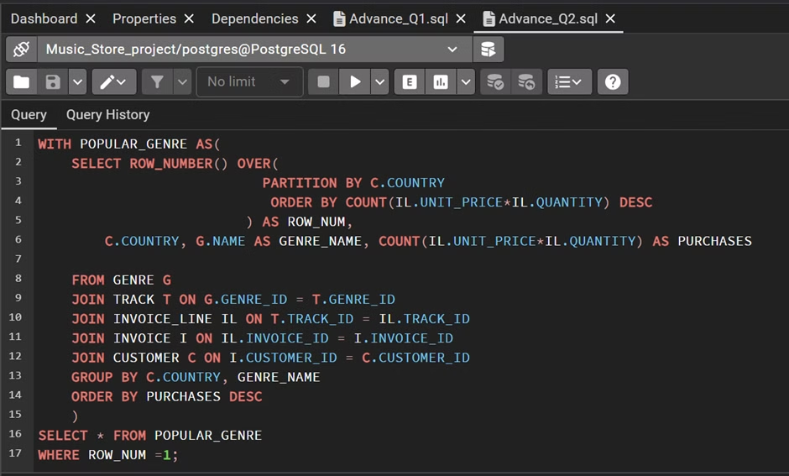 Dashboard × Properties × Dependencies × Advance_Q1.sql × Advance_Q2.sql ×
Music_Store_project/postgres@PostgreSQL 16
No limit E
Query Query History
1 WITH POPULAR_GENRE AS(
2 SELECT ROW_NUMBER() OVER(
3 PARTITION BY C.COUNTRY
4 ORDER BY COUNT(IL.UNIT_PRICE*IL.QUANTITY) DESC
5 ) AS ROW_NUM,
6 C.COUNTRY, G.NAME AS GENRE_NAME, COUNT(IL.UNIT_PRICE*IL.QUANTITY) AS PURCHASES
7
8 FROM GENRE G
9 JOIN TRACK T ON G.GENRE_ID = T.GENRE_ID
10 JOIN INVOICE_LINE IL ON T.TRACK_ID = IL.TRACK_ID
11 JOIN INVOICE I ON IL.INVOICE_ID = I.INVOICE_ID
12 JOIN CUSTOMER C ON I.CUSTOMER_ID = C.CUSTOMER_ID
13 GROUP BY C.COUNTRY, GENRE_NAME
14 ORDER BY PURCHASES DESC
15 )
16 SELECT * FROM POPULAR_GENRE
17 WHERE ROW_NUM =1;